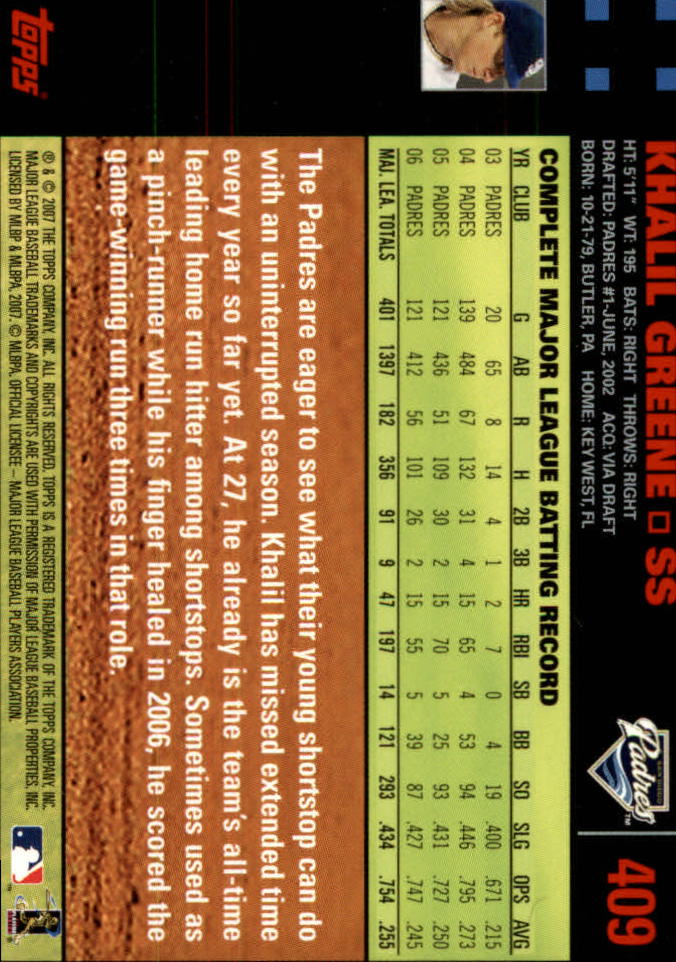 KHALIL GREENE □ SS
HT: 5'11" WT: 195 BATS: RIGHT THROWS: RIGHT
DRAFTED: PADRES #1-JUNE, 2002 ACQ: VIA DRAFT
BORN: 10-21-79, BUTLER, PA HOME: KEY WEST, FL
SAN DIEGO
Padres
TM
409
COMPLETE MAJOR LEAGUE BATTING RECORD
YR CLUB G AB R H 2B 3B HR RBI SB BB SO SLG OPS AVG
03 PADRES 20 65 8 14 4 1 2 7 0 4 19 .400 .671 .215
04 PADRES 139 484 67 132 31 4 15 65 4 53 94 .446 .795 .273
05 PADRES 121 436 51 109 30 2 15 70 5 25 93 .431 .727 .250
06 PADRES 121 412 56 101 26 2 15 55 5 39 87 .427 .747 .245
MAJ. LEA. TOTALS 401 1397 182 356 91 9 47 197 14 121 293 .434 .754 .255
The Padres are eager to see what their young shortstop can do
with an uninterrupted season. Khalil has missed extended time
every year so far yet. At 27, he already is the team's all-time
leading home run hitter among shortstops. Sometimes used as
a pinch-runner while his finger healed in 2006, he scored the
game-winning run three times in that role.
® & © 2007 THE TOPPS COMPANY, INC. ALL RIGHTS RESERVED. TOPPS IS A REGISTERED TRADEMARK OF THE TOPPS COMPANY, INC.
MAJOR LEAGUE BASEBALL TRADEMARKS AND COPYRIGHTS ARE USED WITH PERMISSION OF MAJOR LEAGUE BASEBALL PROPERTIES, INC.
LICENSED BY MLBP & MLBPA, 2007. © MLBPA. OFFICIAL LICENSEE – MAJOR LEAGUE BASEBALL PLAYERS ASSOCIATION.
topps